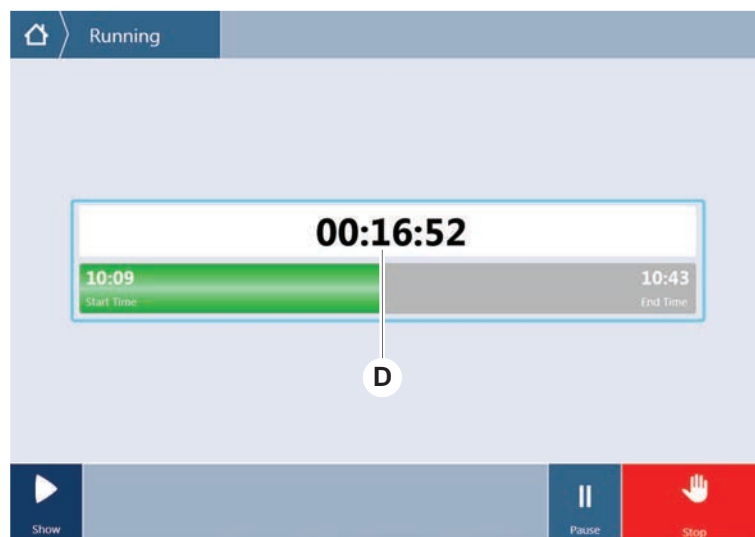 Running
00:16:52
10:09
10:43
Start Time
End Time
D
Show
Pause
Stop